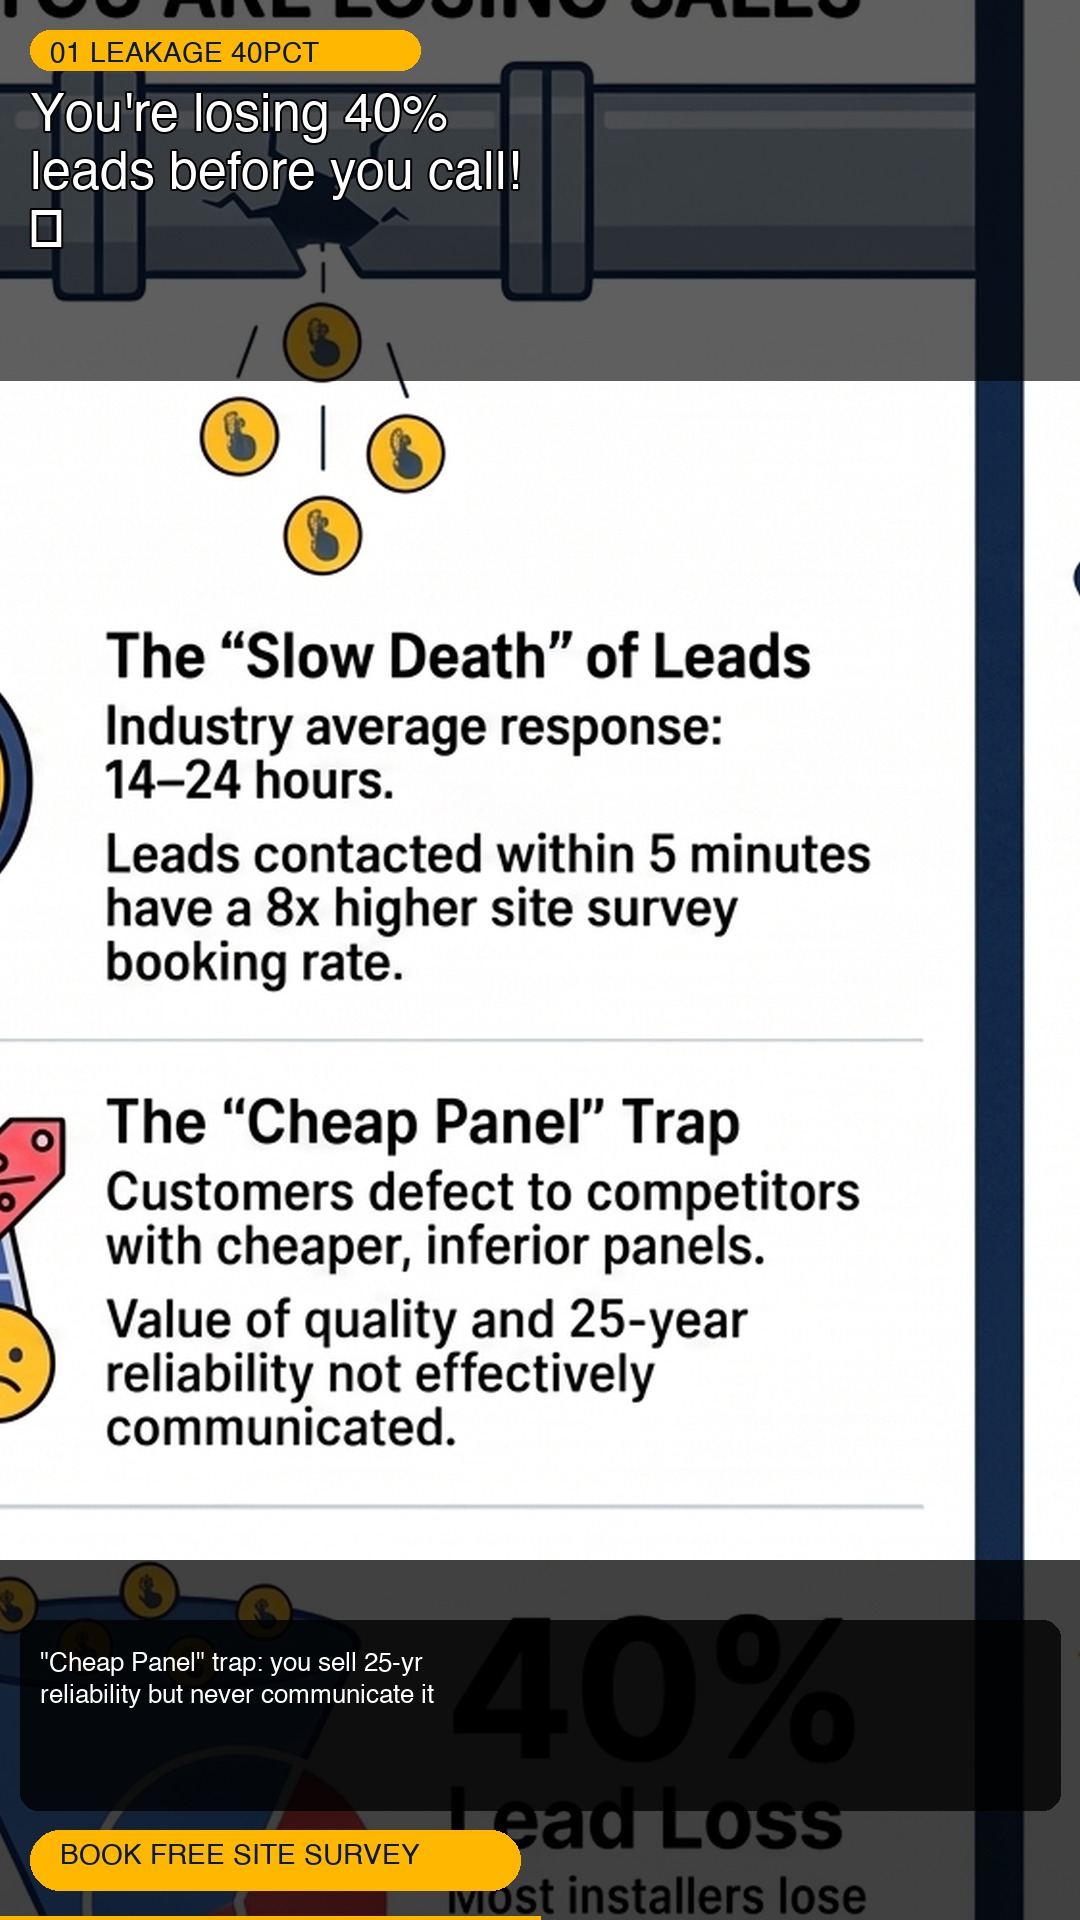 YOU ARE LOSING SALES
01 LEAKAGE 40PCT
You're losing 40%
leads before you call!
The “Slow Death” of Leads
Industry average response:
14–24 hours.
Leads contacted within 5 minutes
have a 8x higher site survey
booking rate.
The “Cheap Panel” Trap
Customers defect to competitors
with cheaper, inferior panels.
Value of quality and 25-year
reliability not effectively
communicated.
"Cheap Panel" trap: you sell 25-yr
reliability but never communicate it
40%
Lead Loss
BOOK FREE SITE SURVEY
Most installers lose